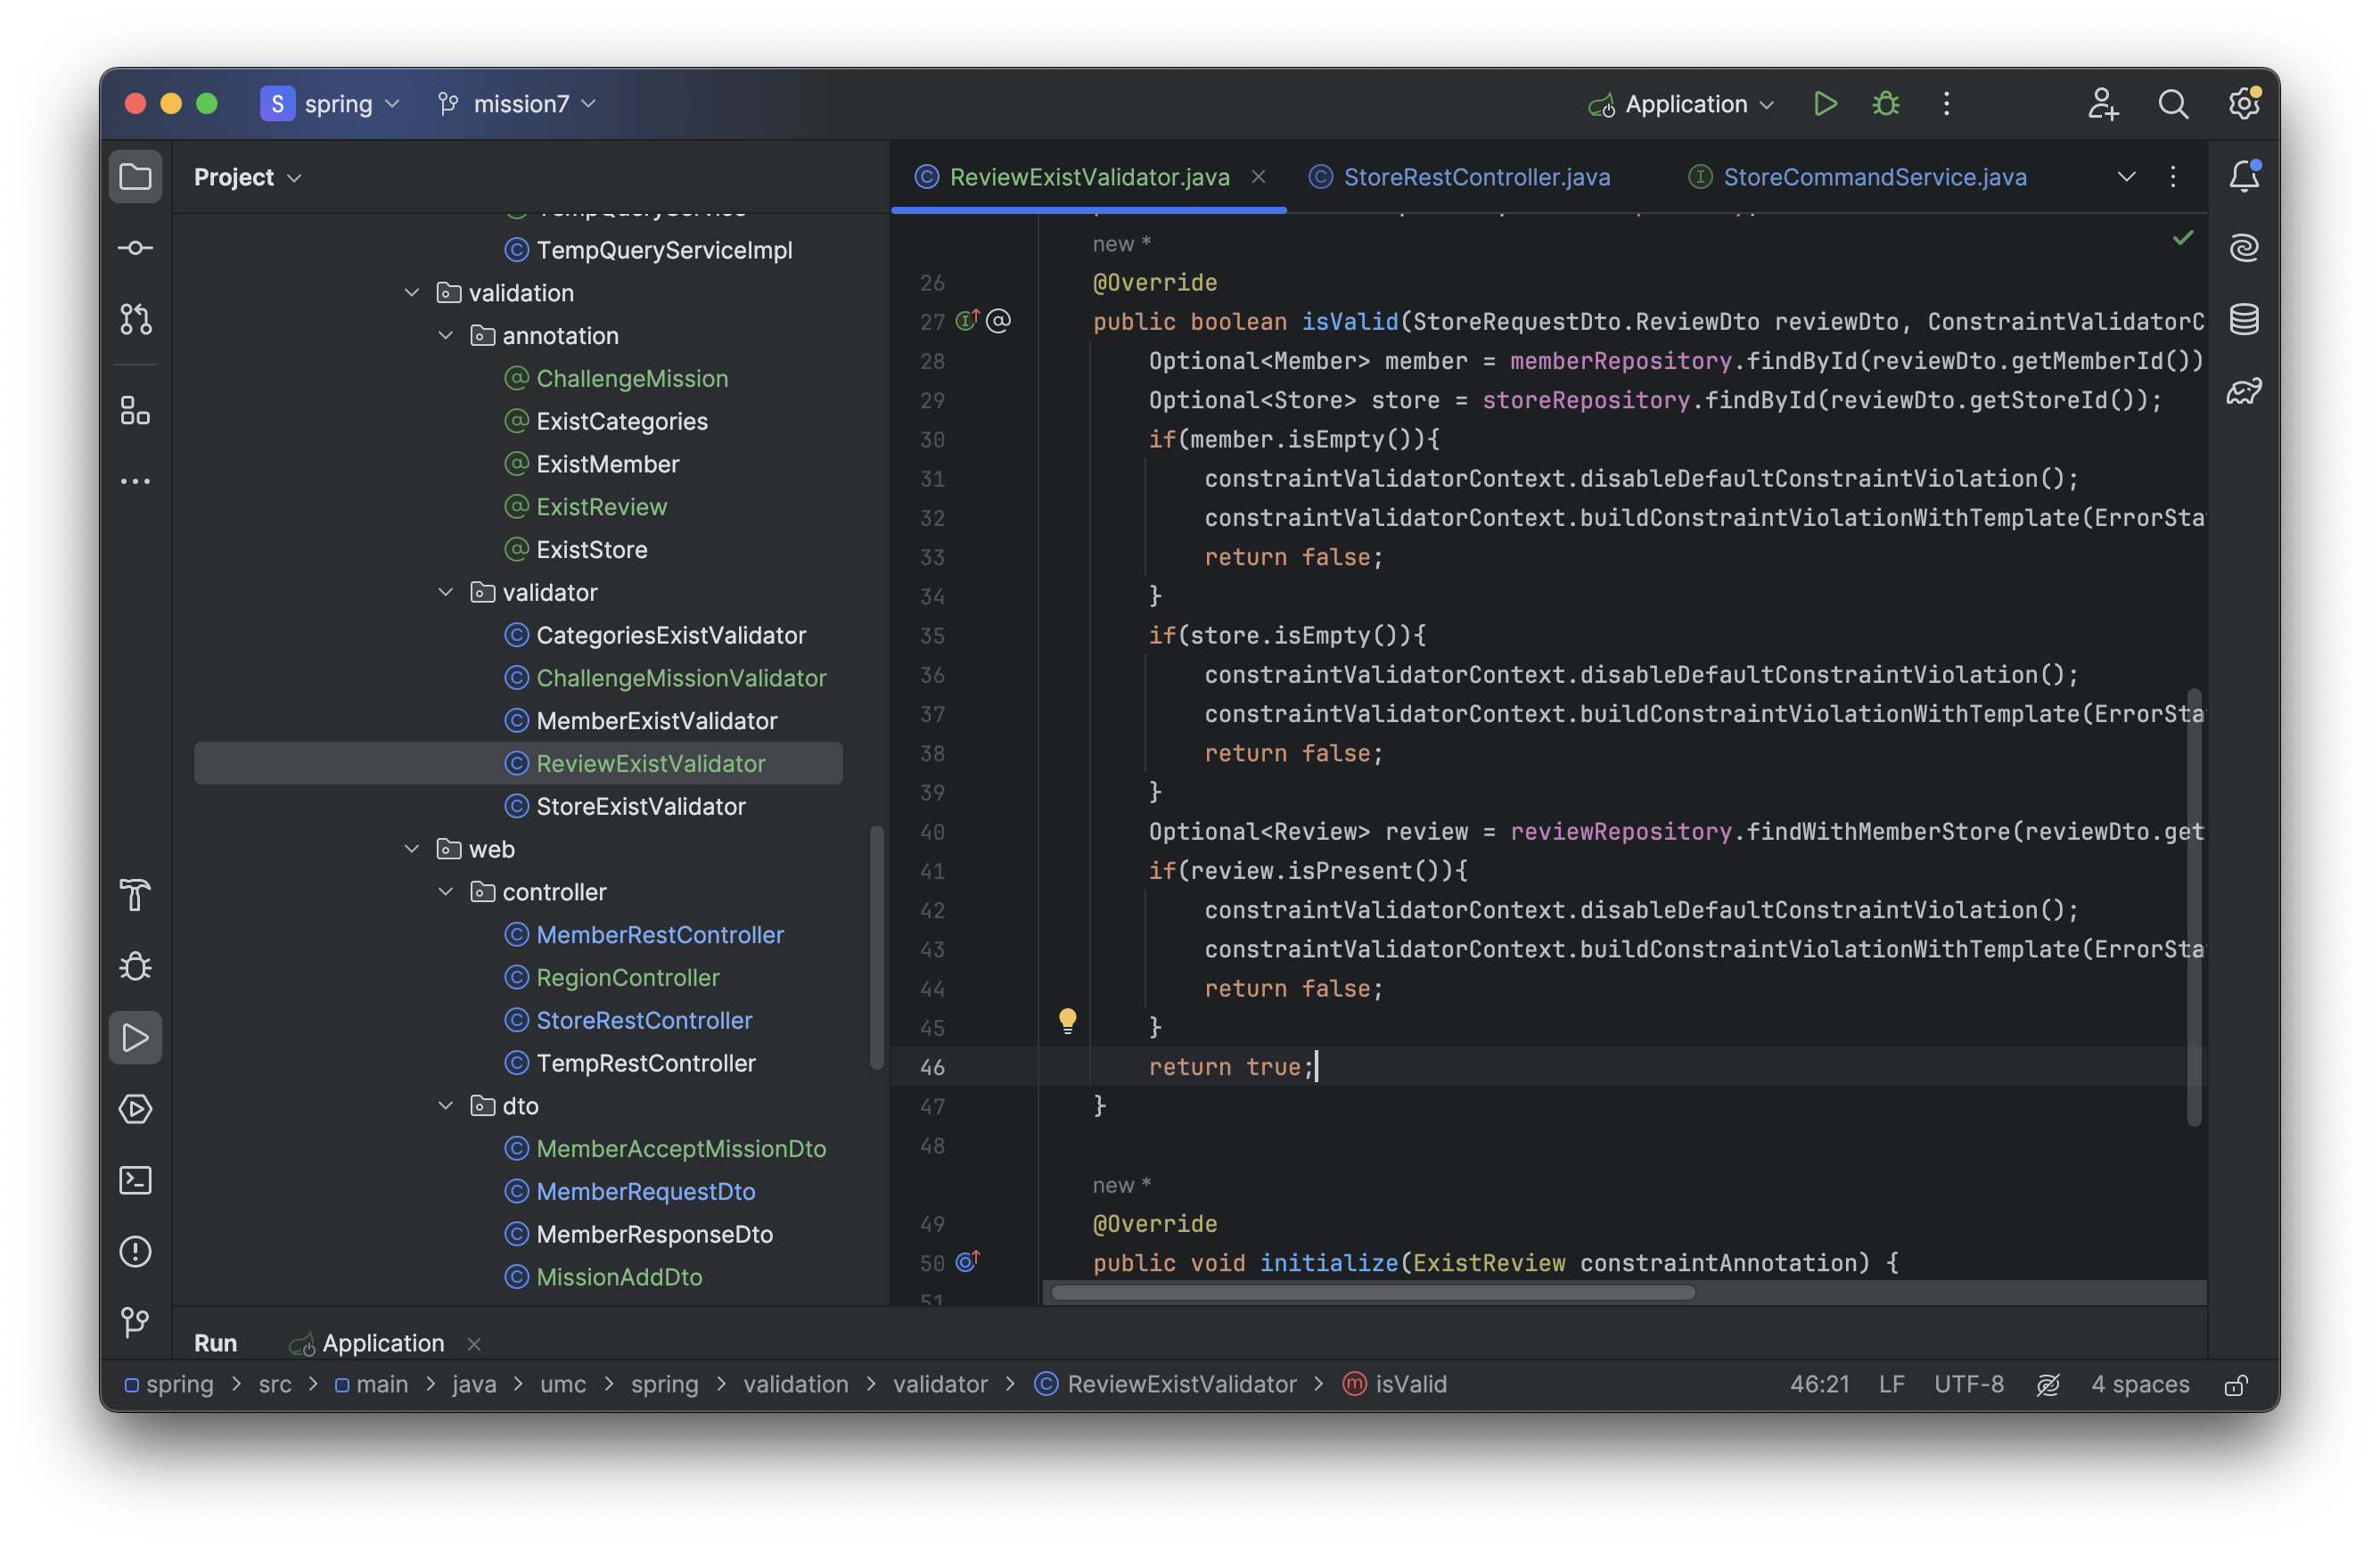 S spring mission7 Application
Project
ReviewExistValidator.java StoreRestController.java StoreCommandService.java
TempQueryService
TempQueryServiceImpl
validation
annotation
ChallengeMission
ExistCategories
ExistMember
ExistReview
ExistStore
validator
CategoriesExistValidator
ChallengeMissionValidator
MemberExistValidator
ReviewExistValidator
StoreExistValidator
web
controller
MemberRestController
RegionController
StoreRestController
TempRestController
dto
MemberAcceptMissionDto
MemberRequestDto
MemberResponseDto
MissionAddDto
new *
26 @Override
27 public boolean isValid(StoreRequestDto.ReviewDto reviewDto, ConstraintValidatorC
28 Optional<Member> member = memberRepository.findById(reviewDto.getMemberId())
29 Optional<Store> store = storeRepository.findById(reviewDto.getStoreId());
30 if(member.isEmpty()){
31 constraintValidatorContext.disableDefaultConstraintViolation();
32 constraintValidatorContext.buildConstraintViolationWithTemplate(ErrorSta
33 return false;
34 }
35 if(store.isEmpty()){
36 constraintValidatorContext.disableDefaultConstraintViolation();
37 constraintValidatorContext.buildConstraintViolationWithTemplate(ErrorSta
38 return false;
39 }
40 Optional<Review> review = reviewRepository.findWithMemberStore(reviewDto.get
41 if(review.isPresent()){
42 constraintValidatorContext.disableDefaultConstraintViolation();
43 constraintValidatorContext.buildConstraintViolationWithTemplate(ErrorSta
44 return false;
45 }
46 return true;
47 }
48
new *
49 @Override
50 public void initialize(ExistReview constraintAnnotation) {
51
Run Application
spring > src > main > java > umc > spring > validation > validator > ReviewExistValidator > isValid 46:21 LF UTF-8 4 spaces